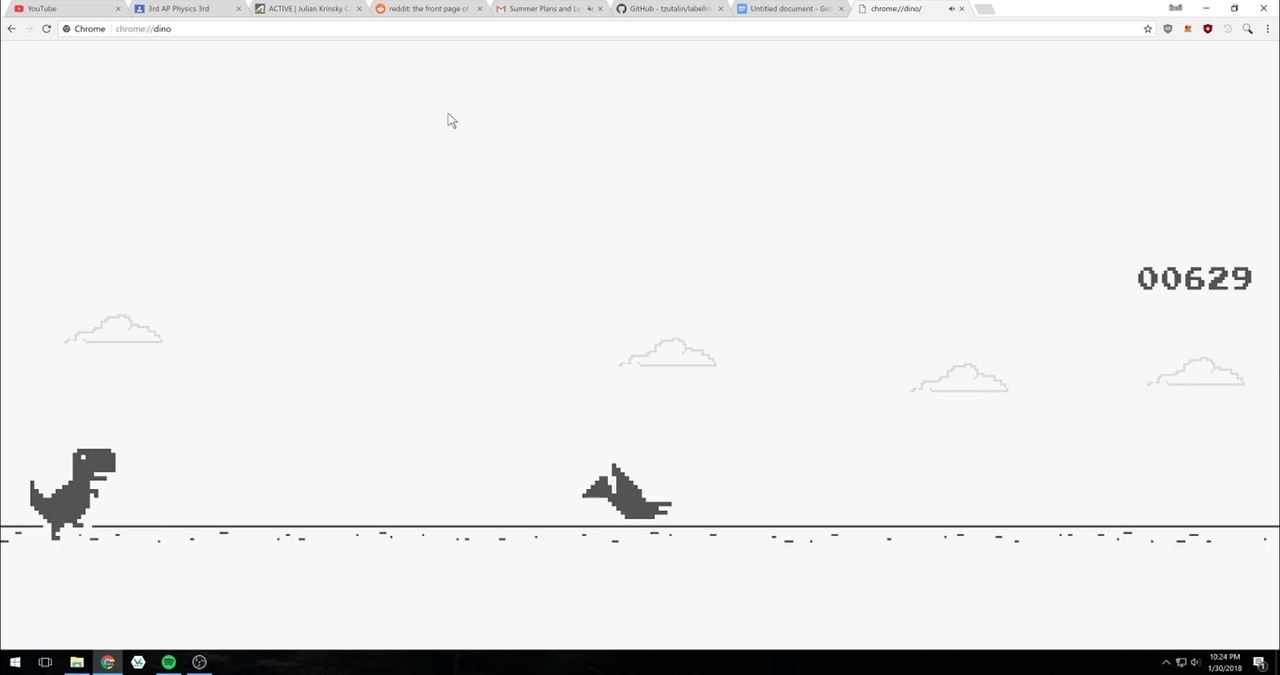 YouTube
3rd AP Physics 3rd
ACTIVE | Julian Krinsky C
reddit: the front page of
Summer Plans and Le
GitHub - tzutalin/labelIm
Untitled document - Goo
chrome://dino/
Chrome chrome://dino
00629
10:24 PM
1/30/2018